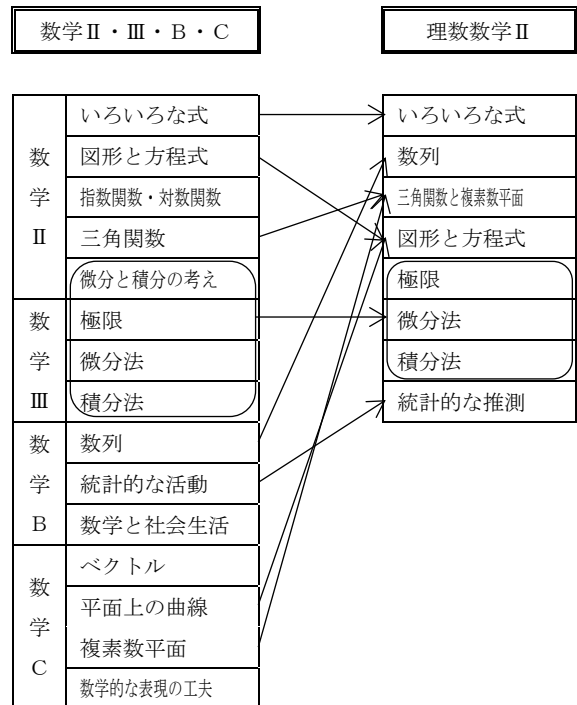 数学Ⅱ・Ⅲ・B・C
理数数学Ⅱ
数学Ⅱ
いろいろな式
図形と方程式
指数関数・対数関数
三角関数
微分と積分の考え
数学Ⅲ
極限
微分法
積分法
数学B
数列
統計的な活動
数学と社会生活
数学C
ベクトル
平面上の曲線
複素数平面
数学的な表現の工夫
いろいろな式
数列
三角関数と複素数平面
図形と方程式
極限
微分法
積分法
統計的な推測